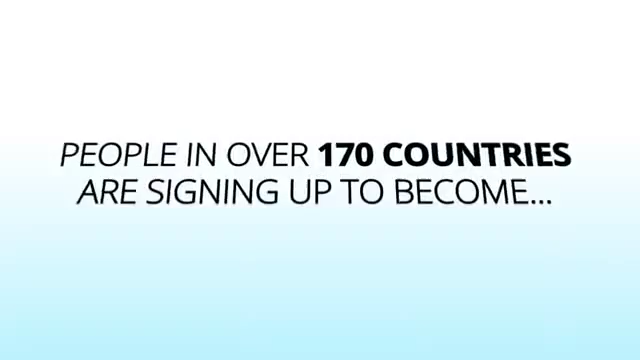 PEOPLE IN OVER 170 COUNTRIES
ARE SIGNING UP TO BECOME...